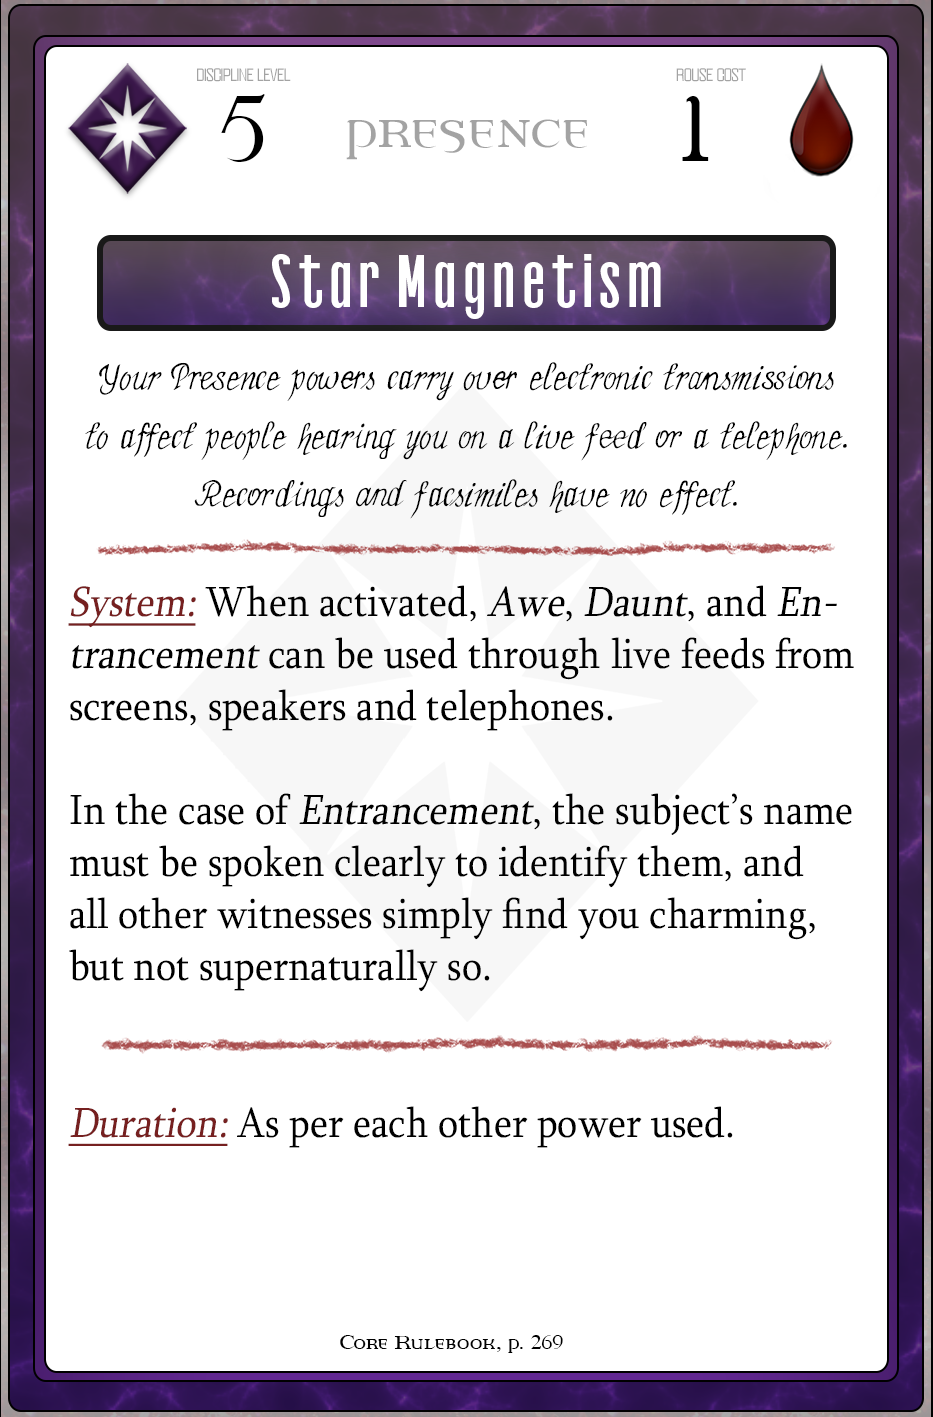 DISCIPLINE LEVEL
5
PRESENCE
ROUSE COST
1
Star Magnetism
Your Presence powers carry over electronic transmissions
to affect people hearing you on a live feed or a telephone.
Recordings and facsimiles have no effect.
System: When activated, Awe, Daunt, and En-
trancement can be used through live feeds from
screens, speakers and telephones.
In the case of Entrancement, the subject’s name
must be spoken clearly to identify them, and
all other witnesses simply find you charming,
but not supernaturally so.
Duration: As per each other power used.
Core Rulebook, p. 269